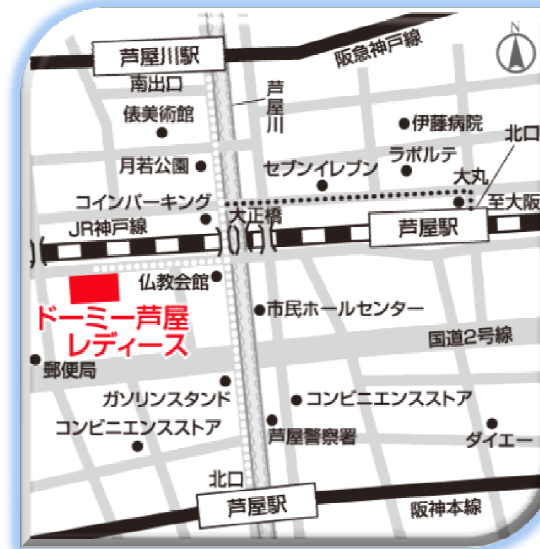 芦屋川駅
阪急神戸線
N
南出口
芦屋川
俵美術館
伊藤病院
北口
月若公園
セブンイレブン
ラポルテ
大丸
コインパーキング
大正橋
至大阪
JR神戸線
芦屋駅
仏教会館
ドーミー芦屋
レディース
市民ホールセンター
国道2号線
郵便局
ガソリンスタンド
コンビニエンスストア
コンビニエンスストア
芦屋警察署
ダイエー
北口
芦屋駅
阪神本線